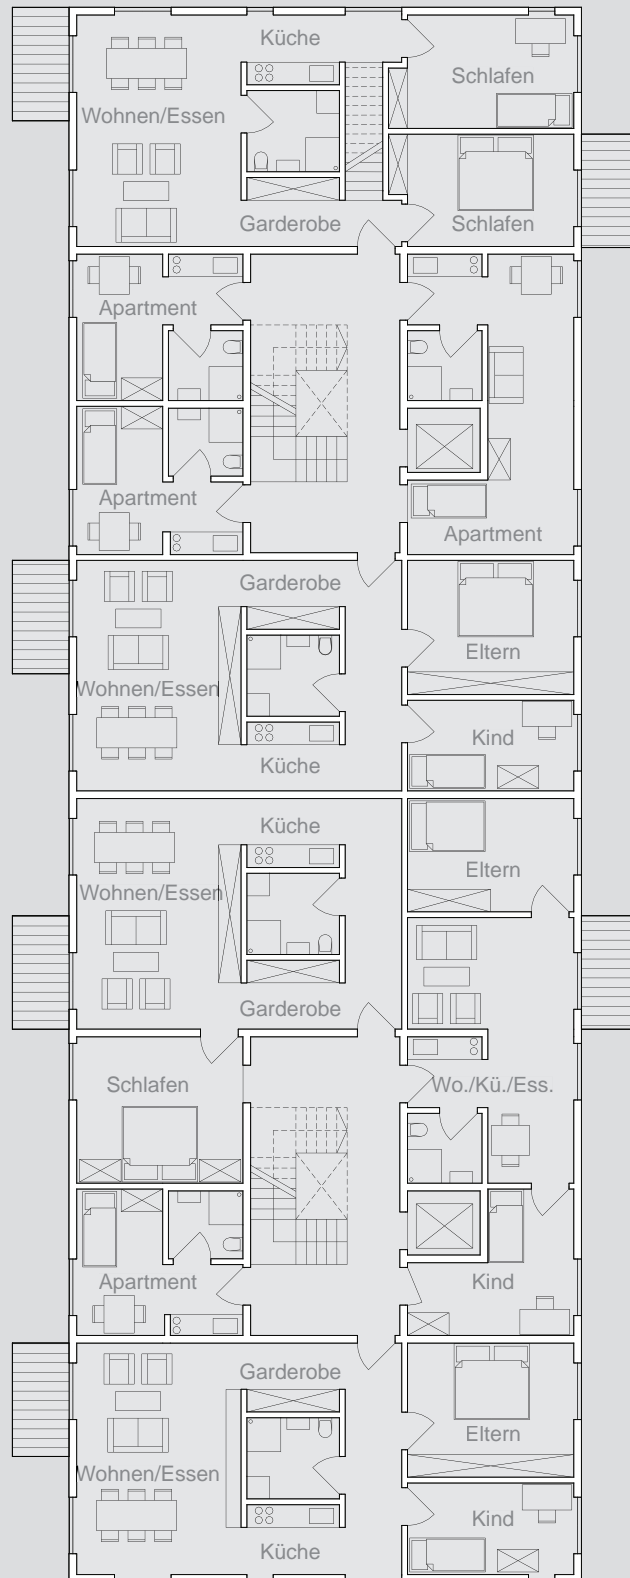 Küche
Schlafen
Wohnen/Essen
Garderobe
Schlafen
Apartment
Apartment
Apartment
Garderobe
Eltern
Wohnen/Essen
Kind
Küche
Küche
Eltern
Wohnen/Essen
Garderobe
Schlafen
Wo./Kü./Ess.
Apartment
Kind
Garderobe
Eltern
Wohnen/Essen
Kind
Küche